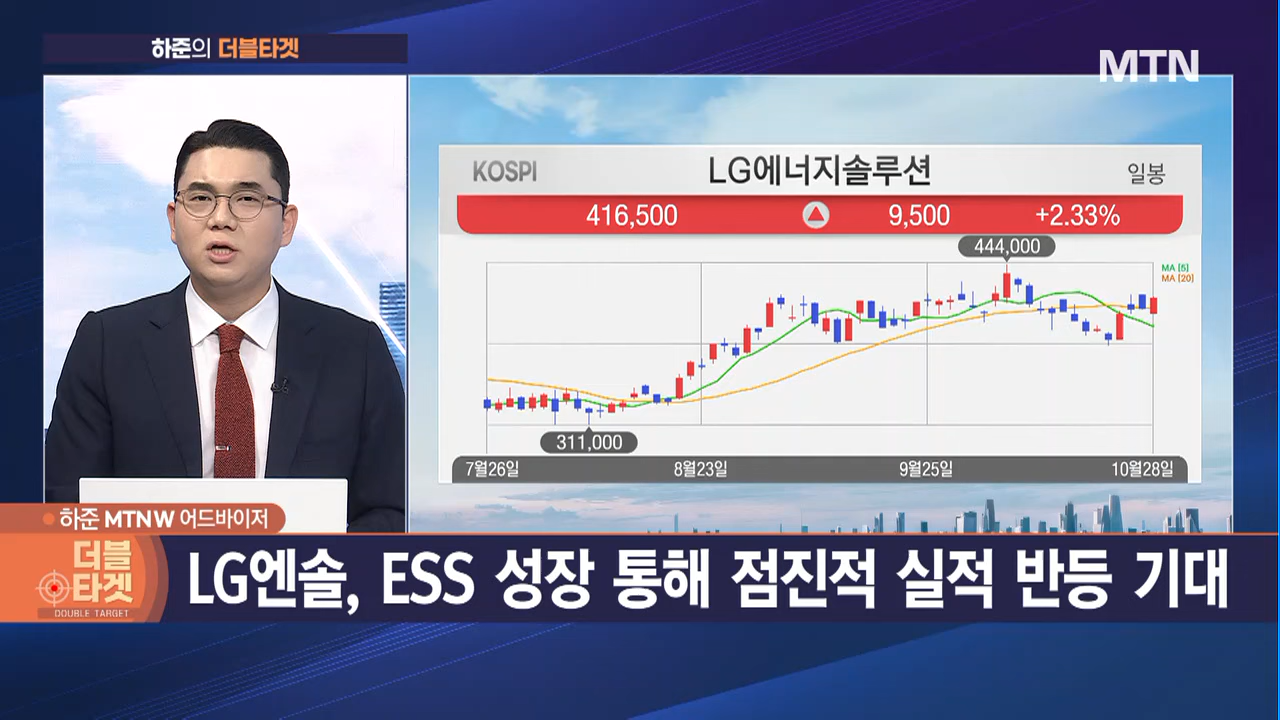 하준의 더블타겟
MTN
KOSPI
LG에너지솔루션
일봉
416,500 9,500 +2.33%
444,000
MA [5]
MA [20]
311,000
7월26일 8월23일 9월25일 10월28일
하준 MTNW 어드바이저
더블
타겟
DOUBLE TARGET
LG엔솔, ESS 성장 통해 점진적 실적 반등 기대